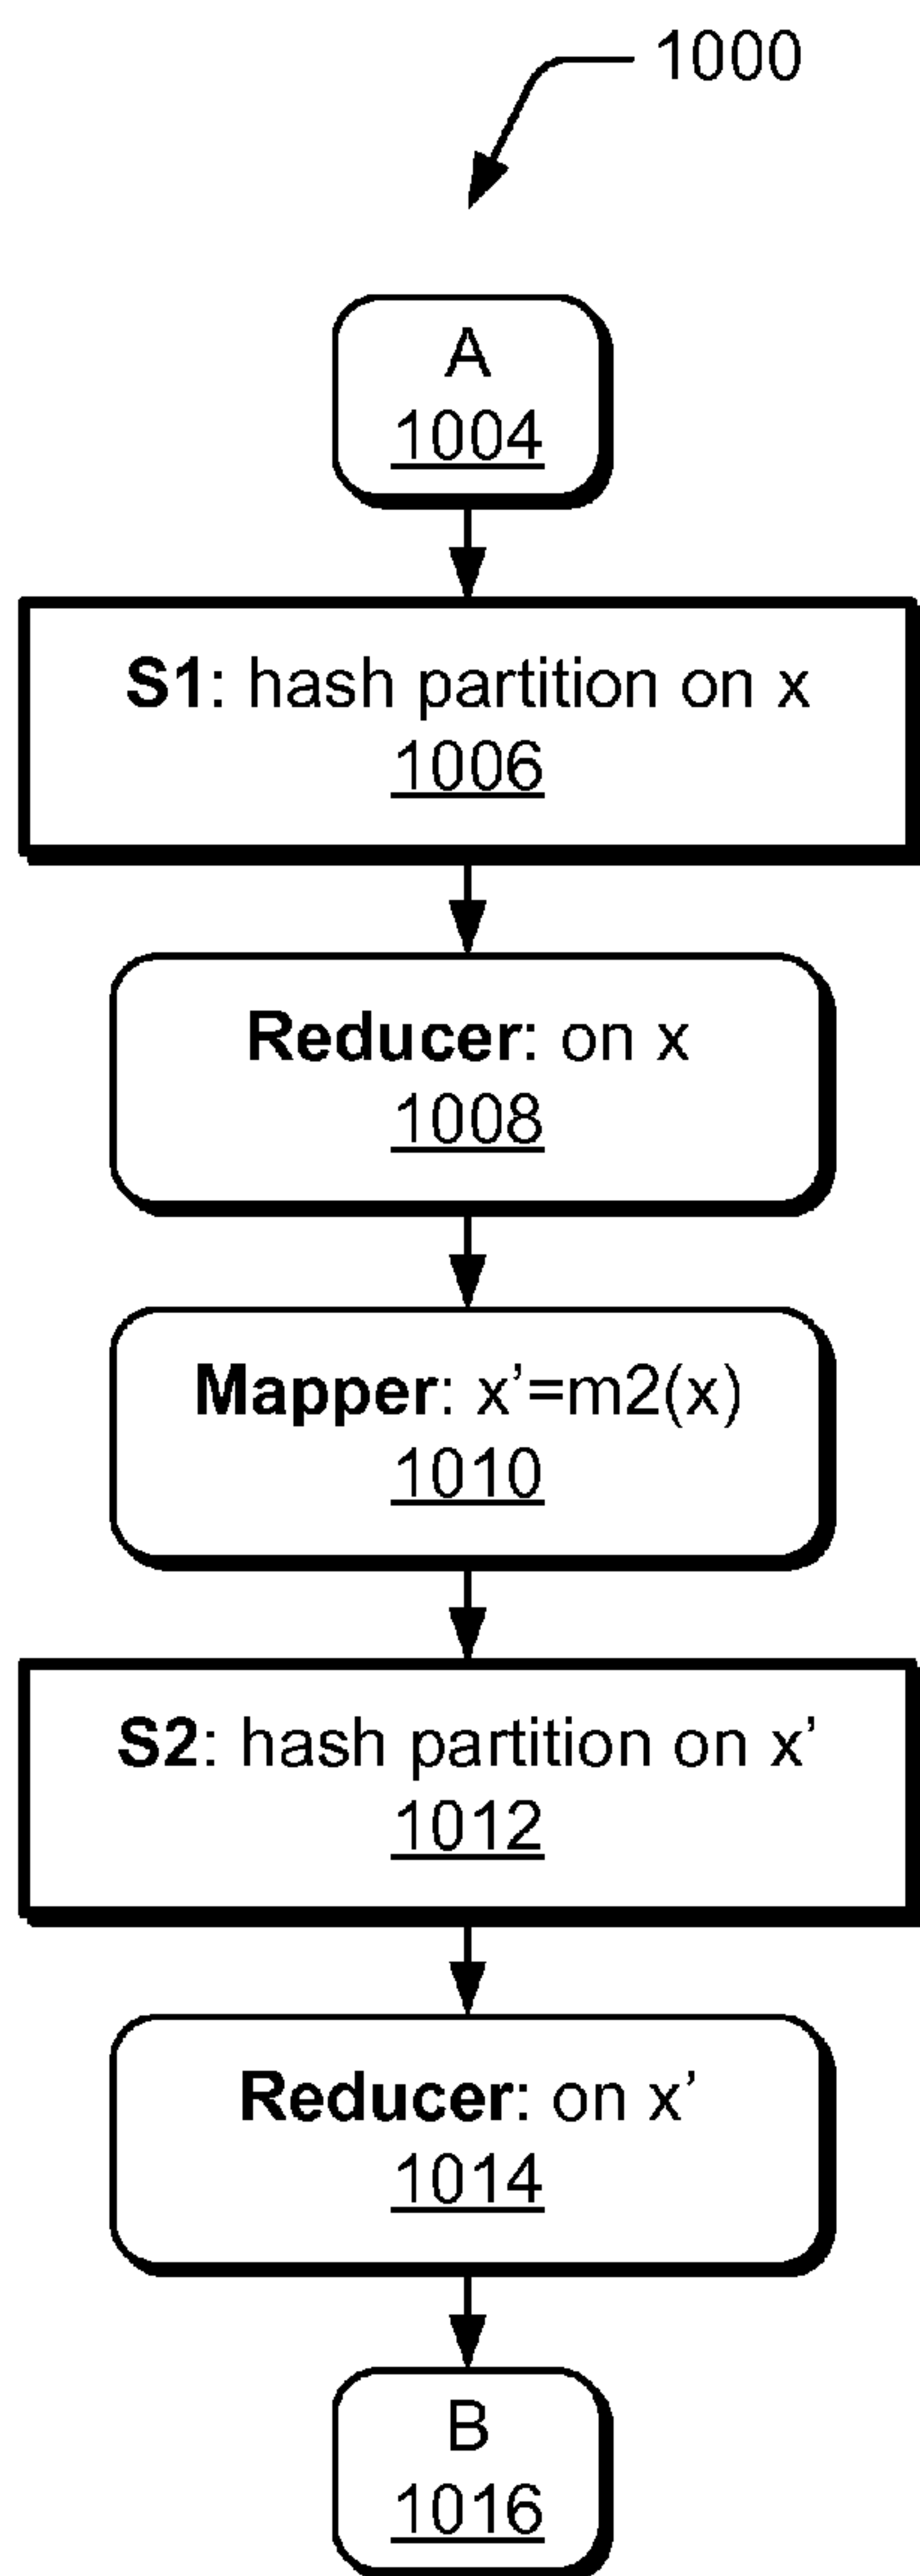 1000
A
1004
S1: hash partition on x
1006
Reducer: on x
1008
Mapper: x’=m2(x)
1010
S2: hash partition on x’
1012
Reducer: on x’
1014
B
1016